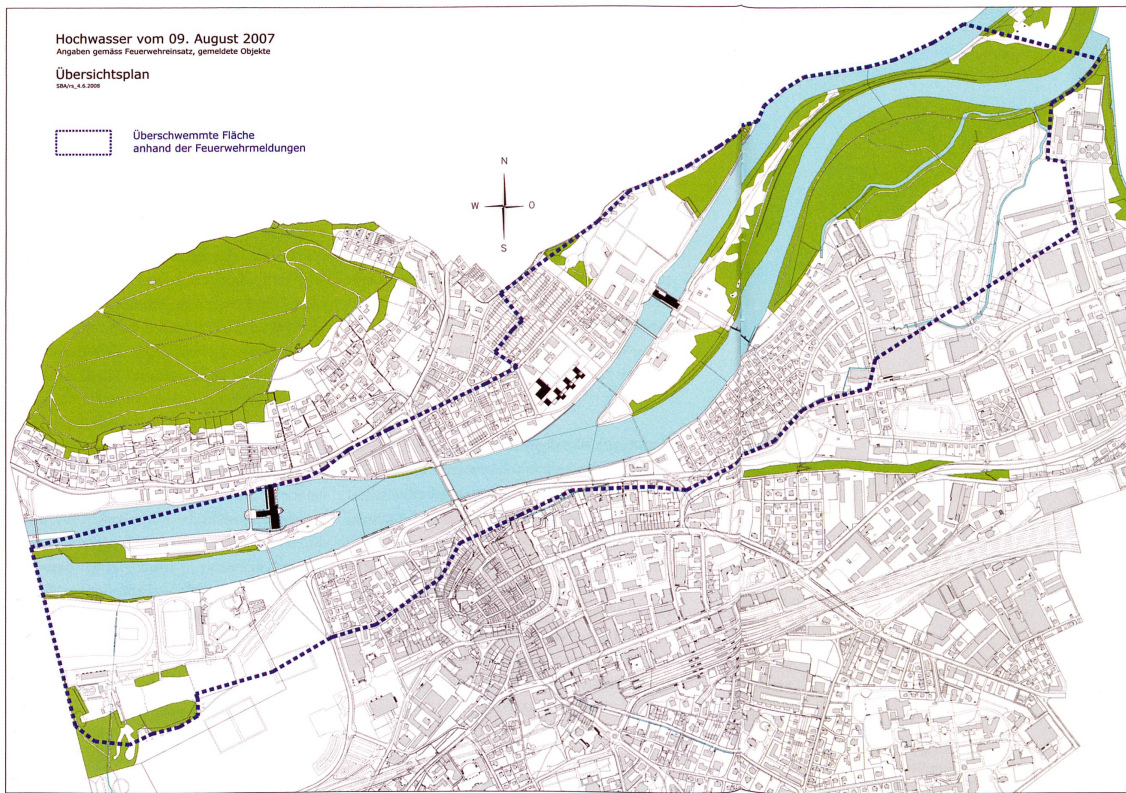 Hochwasser vom 09. August 2007
Angaben gemäss Feuerwehreinsatz, gemeldete Objekte
Übersichtsplan
SBA/rs_4.6.2008
Überschwemmte Fläche
anhand der Feuerwehrmeldungen
N
W
O
S